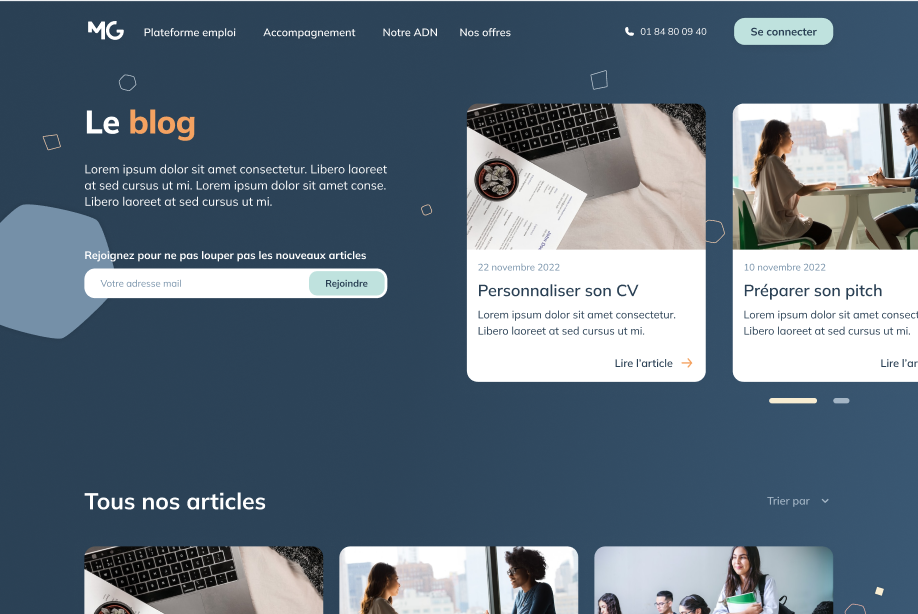 MG
Plateforme emploi
Accompagnement
Notre ADN
Nos offres
01 84 80 09 40
Se connecter
Le blog
Lorem ipsum dolor sit amet consectetur. Libero laoreet
at sed cursus ut mi. Lorem ipsum dolor sit amet conse.
Libero laoreet at sed cursus ut mi.
Rejoignez pour ne pas louper pas les nouveaux articles
Votre adresse mail
Rejoindre
22 novembre 2022
Personnaliser son CV
Lorem ipsum dolor sit amet consectetur.
Libero laoreet at sed cursus ut mi.
Lire l'article
10 novembre 2022
Préparer son pitch
Lorem ipsum dolor sit amet consect
Libero laoreet at sed cursus ut mi.
Lire l'ar
Tous nos articles
Trier par